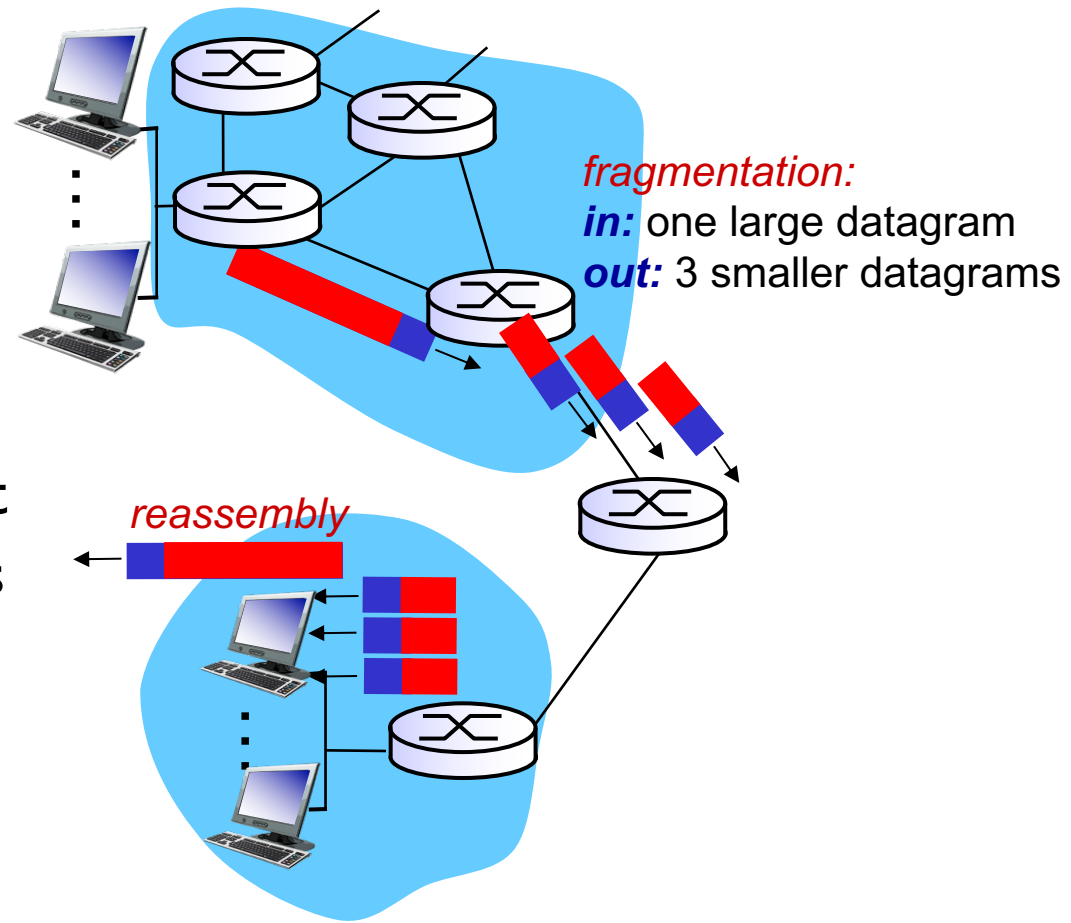 fragmentation:
in: one large datagram
out: 3 smaller datagrams
t
reassembly
s